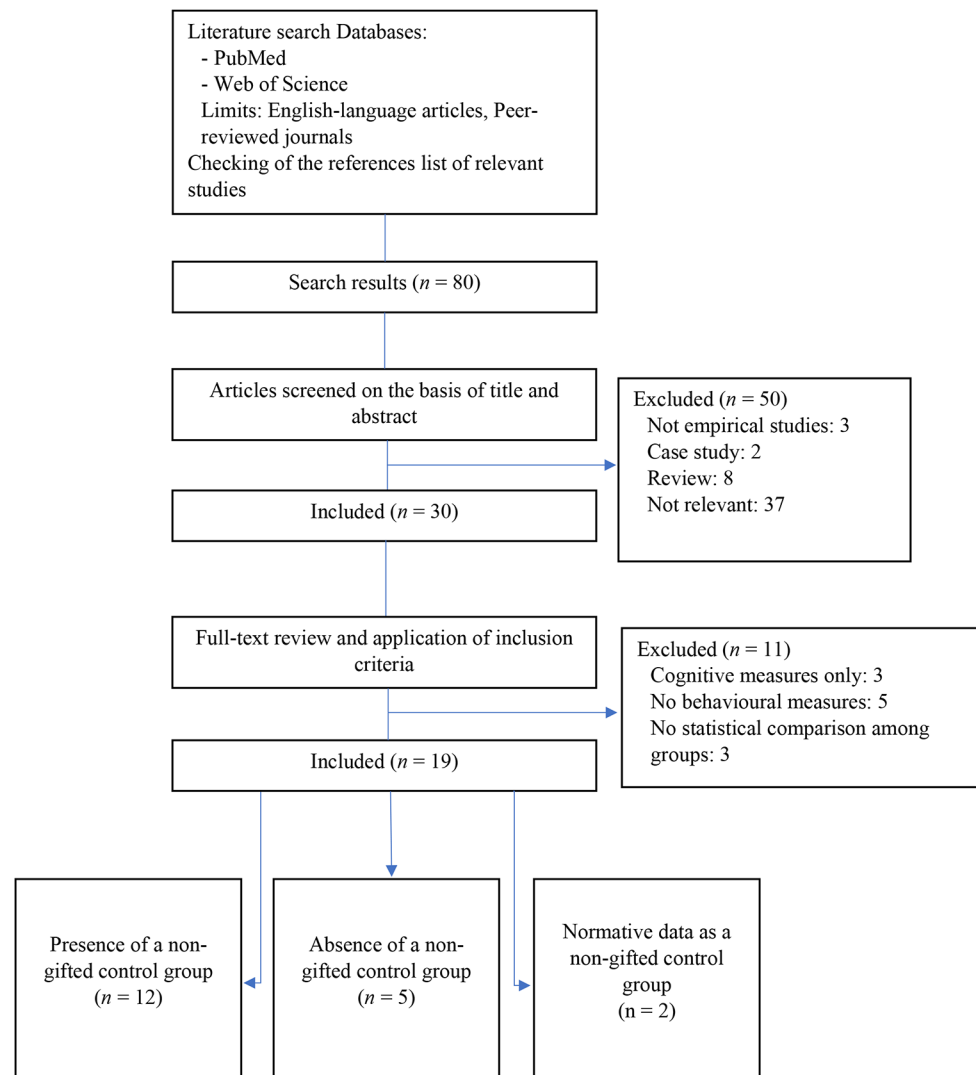 Literature search Databases:
- PubMed
- Web of Science
Limits: English-language articles, Peer-
reviewed journals
Checking of the references list of relevant
studies
Search results (n = 80)
Articles screened on the basis of title and
abstract
Excluded (n = 50)
Not empirical studies: 3
Case study: 2
Review: 8
Not relevant: 37
Included (n = 30)
Full-text review and application of inclusion
criteria
Excluded (n = 11)
Cognitive measures only: 3
No behavioural measures: 5
No statistical comparison among
groups: 3
Included (n = 19)
Presence of a non-
gifted control group
(n = 12)
Absence of a non-
gifted control group
(n = 5)
Normative data as a
non-gifted control
group
(n = 2)